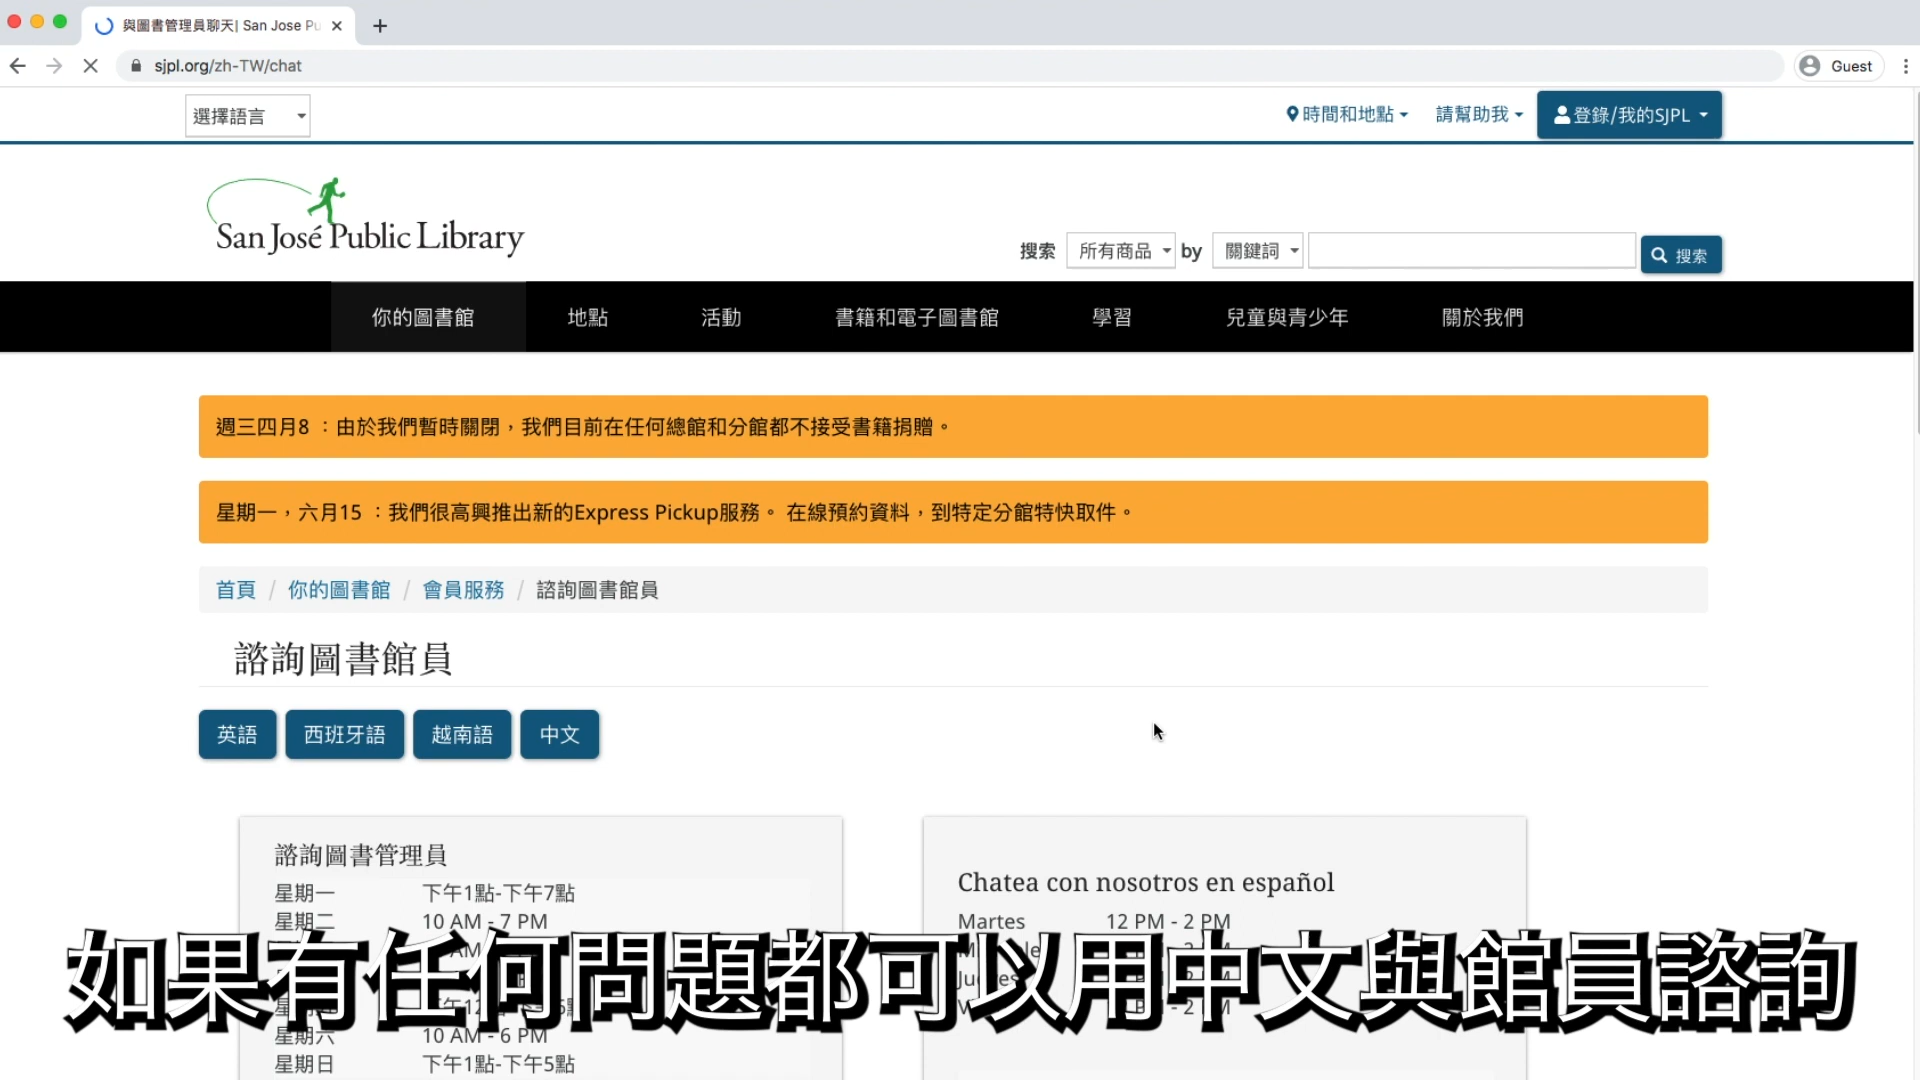 與圖書管理員聊天| San Jose Pu
sjpl.org/zh-TW/chat
Guest
選擇語言
時間和地點
請幫助我
登錄/我的SJPL
San José Public Library
搜索
所有商品
by
關鍵詞
搜索
你的圖書館
地點
活動
書籍和電子圖書館
學習
兒童與青少年
關於我們
週三四月8 ：由於我們暫時關閉，我們目前在任何總館和分館都不接受書籍捐贈。
星期一，六月15 ：我們很高興推出新的Express Pickup服務。 在線預約資料，到特定分館特快取件。
首頁 / 你的圖書館 / 會員服務 / 諮詢圖書館員
諮詢圖書館員
英語
西班牙語
越南語
中文
諮詢圖書管理員
星期一 下午1點-下午7點
星期二 10 AM - 7 PM
星期六 10 AM - 6 PM
星期日 下午1點-下午5點
Chatea con nosotros en español
Martes 12 PM - 2 PM
如果有任何問題都可以用中文與館員諮詢